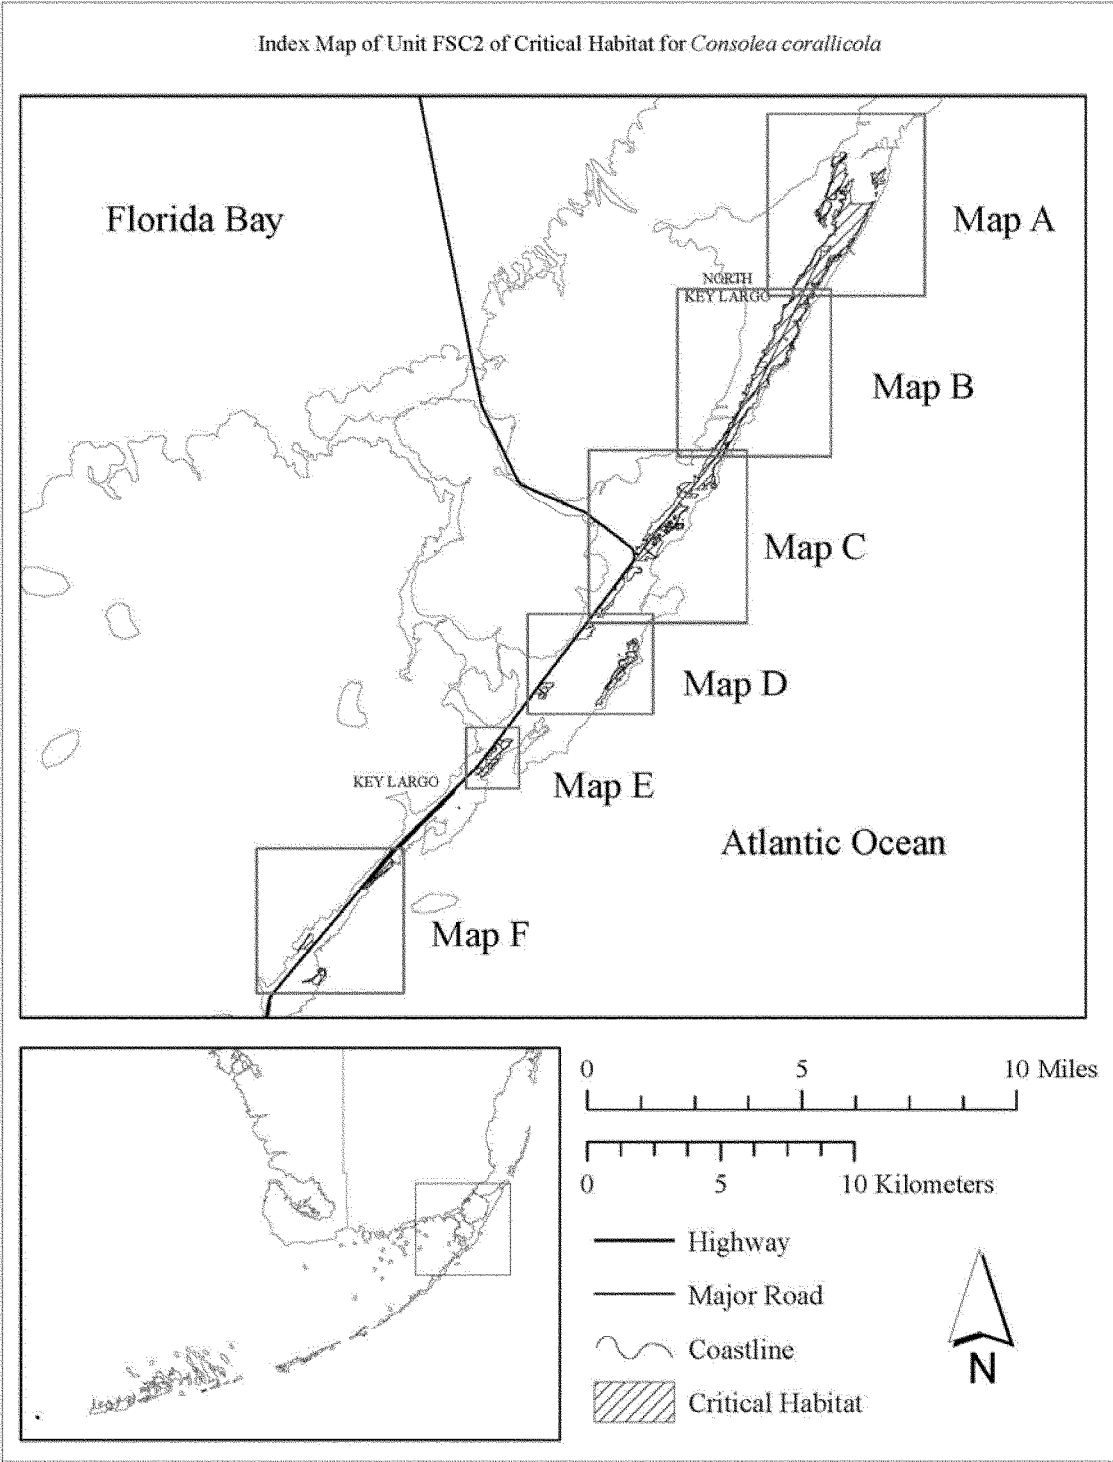 Index Map of Unit FSC2 of Critical Habitat for Consolea corallicola
Florida Bay
Map A
NORTH
KEY LARGO
Map B
Map C
Map D
Map E
KEY LARGO
Atlantic Ocean
Map F
0 5 10 Miles
0 5 10 Kilometers
Highway
Major Road
Coastline
Critical Habitat
N